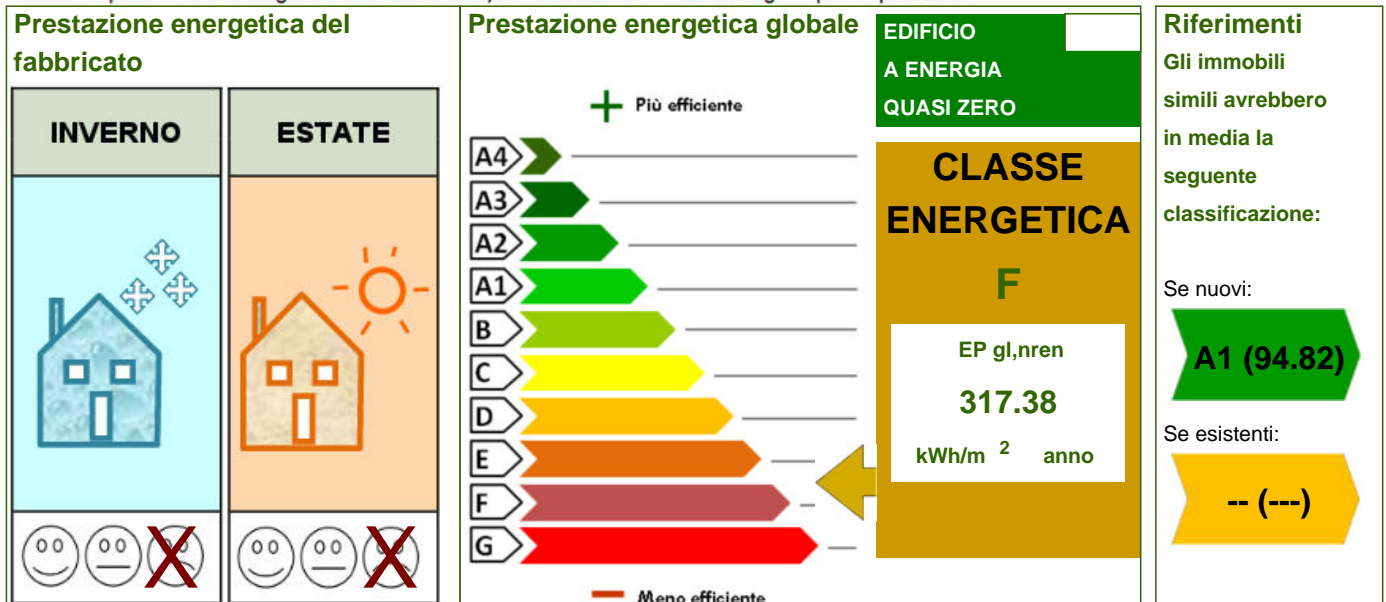 Prestazione energetica del
fabbricato
INVERNO
ESTATE
Prestazione energetica globale
Più efficiente
A4
A3
A2
A1
B
C
D
E
F
G
Meno efficiente
EDIFICIO
A ENERGIA
QUASI ZERO
CLASSE
ENERGETICA
F
EP gl,nren
317.38
kWh/m 2 anno
Riferimenti
Gli immobili
simili avrebbero
in media la
seguente
classificazione:
Se nuovi:
A1 (94.82)
Se esistenti:
-- (---)